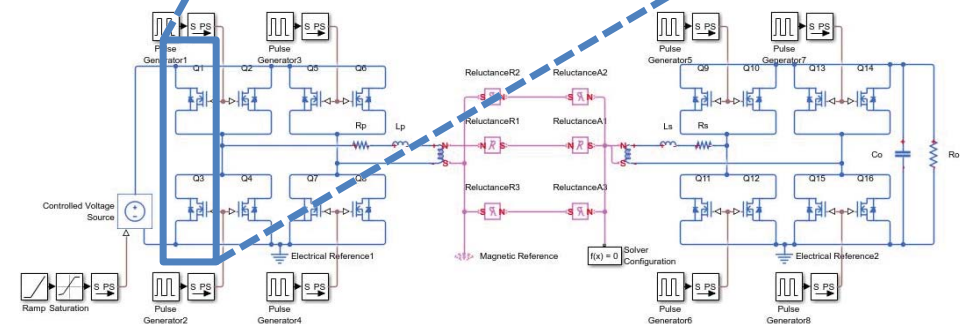 S PS
S PS
S PS
S PS
Pulse
Generator1
Pulse
Generator3
Pulse
Generator5
Pulse
Generator7
Q1
Q2
Q5
Q6
ReluctanceR2
ReluctanceA2
Q9
Q10
Q13
Q14
S
N
S
N
Rp
Lp
ReluctanceR1
ReluctanceA1
Ls
Rs
N
S
N
S
N
S
N
S
Co
Ro
Q3
Q4
Q7
Q8
ReluctanceR3
ReluctanceA3
Q11
Q12
Q15
Q16
Controlled Voltage
Source
S
N
S
N
Electrical Reference1
Magnetic Reference
f(x) = 0
Solver
Configuration
Electrical Reference2
S PS
S PS
S PS
S PS
S PS
Ramp
Saturation
Pulse
Generator2
Pulse
Generator4
Pulse
Generator6
Pulse
Generator8